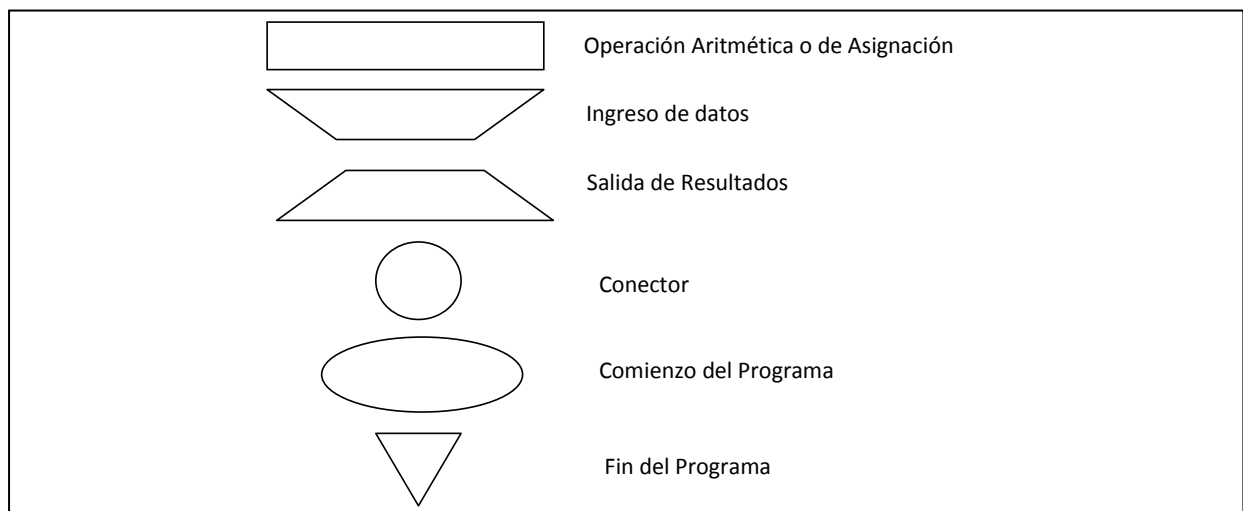 Operación Aritmética o de Asignación
Ingreso de datos
Salida de Resultados
Conector
Comienzo del Programa
Fin del Programa